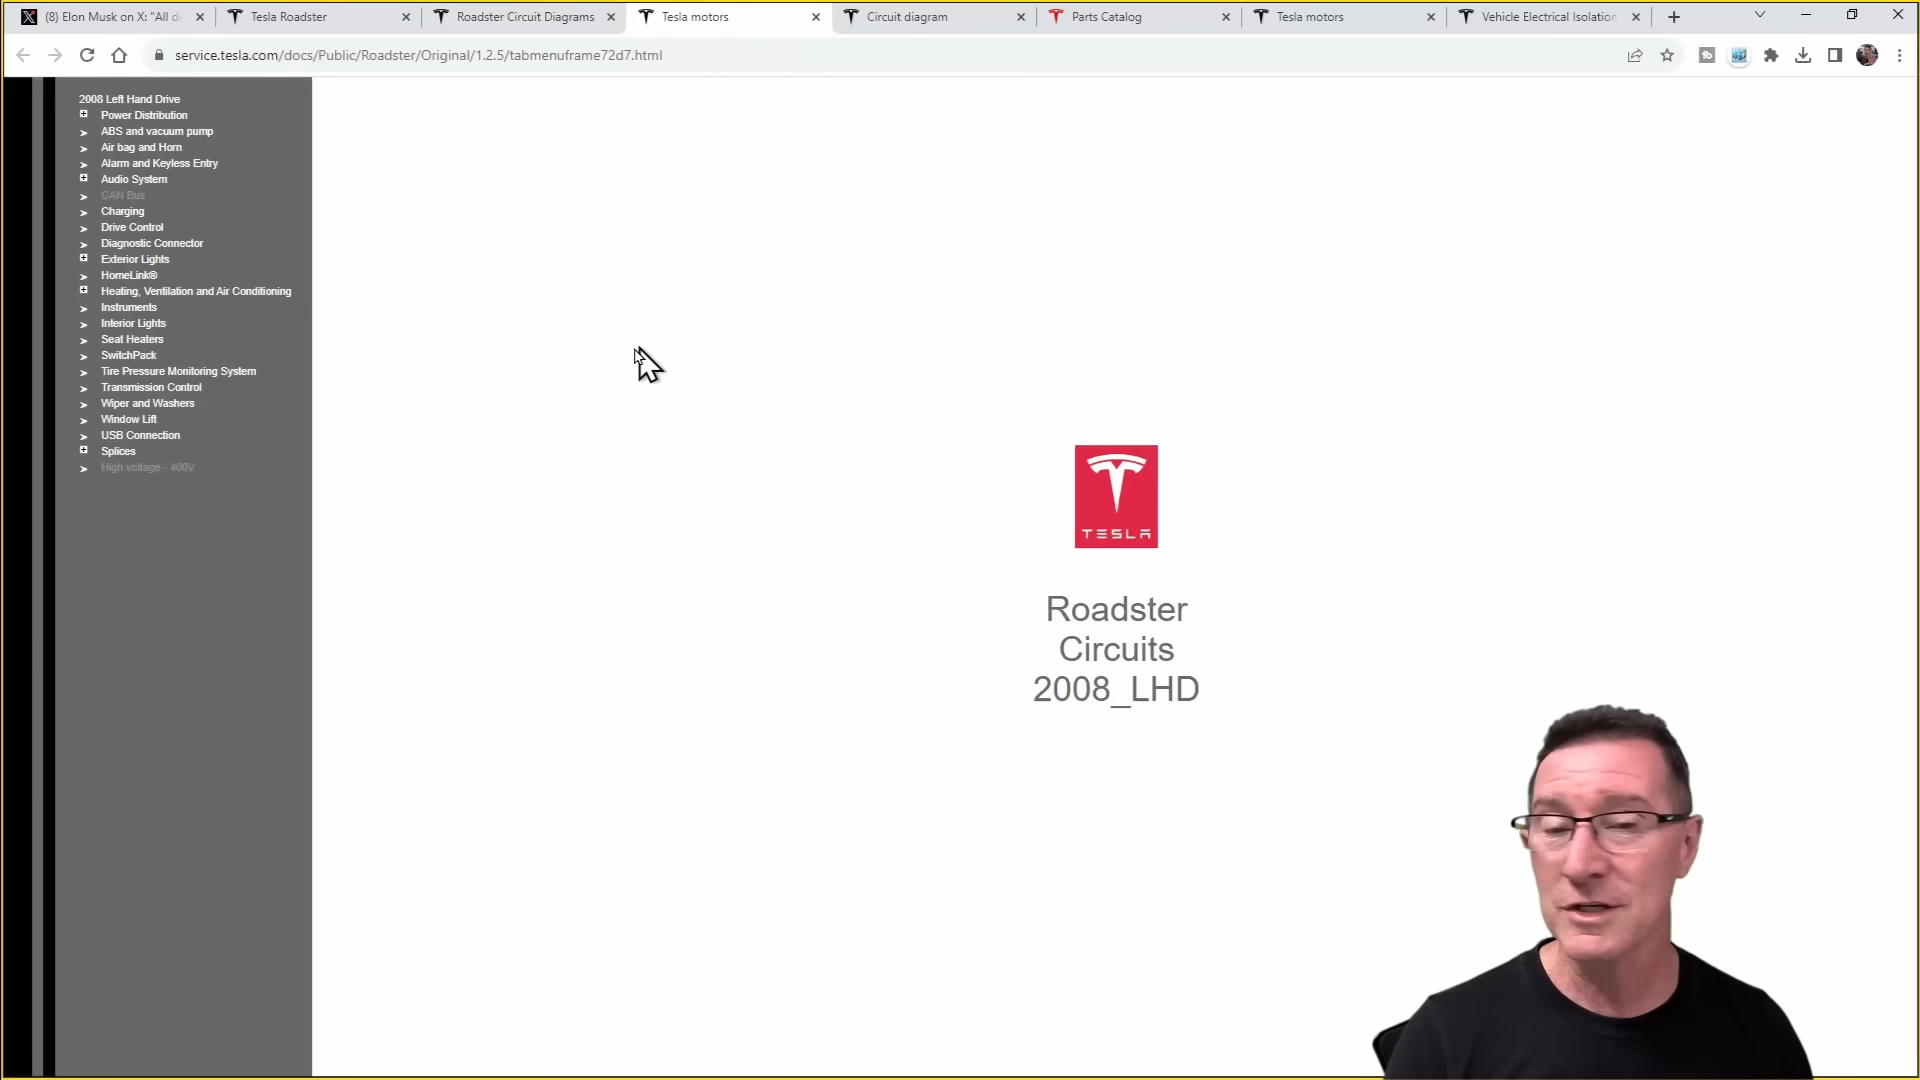 (8) Elon Musk on X: "All d
Tesla Roadster
Roadster Circuit Diagrams
Tesla motors
Circuit diagram
Parts Catalog
Tesla motors
Vehicle Electrical Isolation
service.tesla.com/docs/Public/Roadster/Original/1.2.5/tabmenuframe72d7.html
2008 Left Hand Drive
Power Distribution
ABS and vacuum pump
Air bag and Horn
Alarm and Keyless Entry
Audio System
CAN Bus
Charging
Drive Control
Diagnostic Connector
Exterior Lights
HomeLink®
Heating, Ventilation and Air Conditioning
Instruments
Interior Lights
Seat Heaters
SwitchPack
Tire Pressure Monitoring System
Transmission Control
Wiper and Washers
Window Lift
USB Connection
Splices
High voltage - 400V
TESLA
Roadster
Circuits
2008_LHD